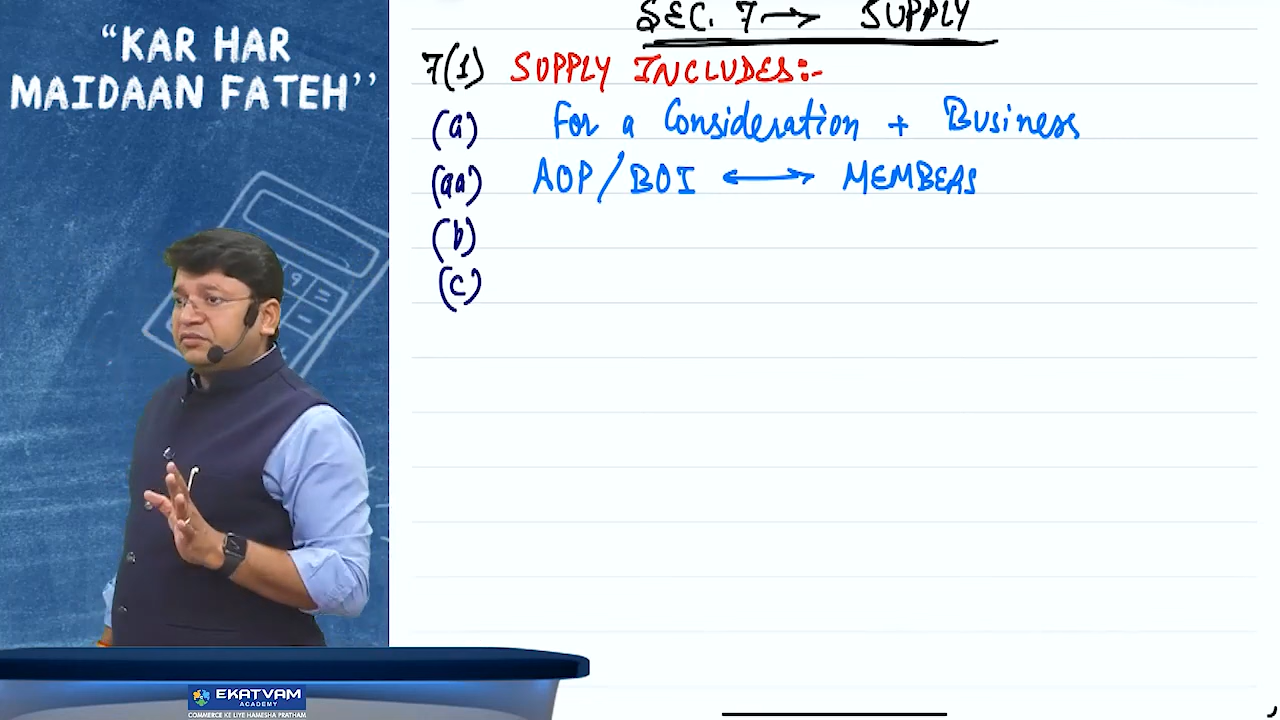 “KAR HAR
MAIDAAN FATEH’’
SEC. 7 → SUPPLY
7(1) SUPPLY INCLUDES:-
(a) For a Consideration + Business
(aa) AOP/BOI ⟷ MEMBERS
(b)
(c)
EKATVAM
ACADEMY
COMMERCE KE LIYE HAMESHA PRATHAM